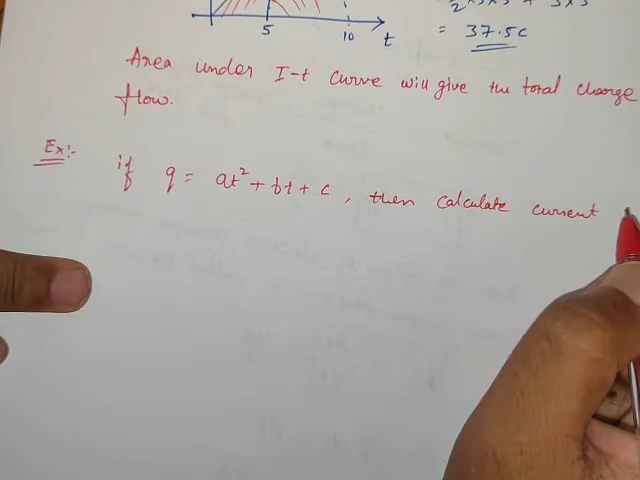 5 10 t
= 37.5C
Area under I-t curve will give the total charge
flow.
Ex:-
if q = at² + bt + c, then calculate current